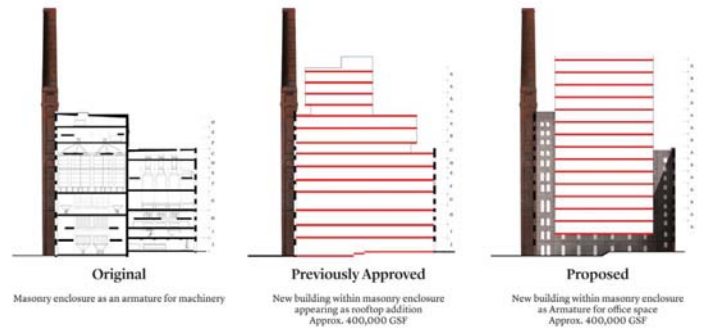 Original
Masonry enclosure as an armature for machinery
Previously Approved
New building within masonry enclosure
appearing as rooftop addition
Approx. 400,000 GSF
Proposed
New building within masonry enclosure
as Armature for office space
Approx. 400,000 GSF